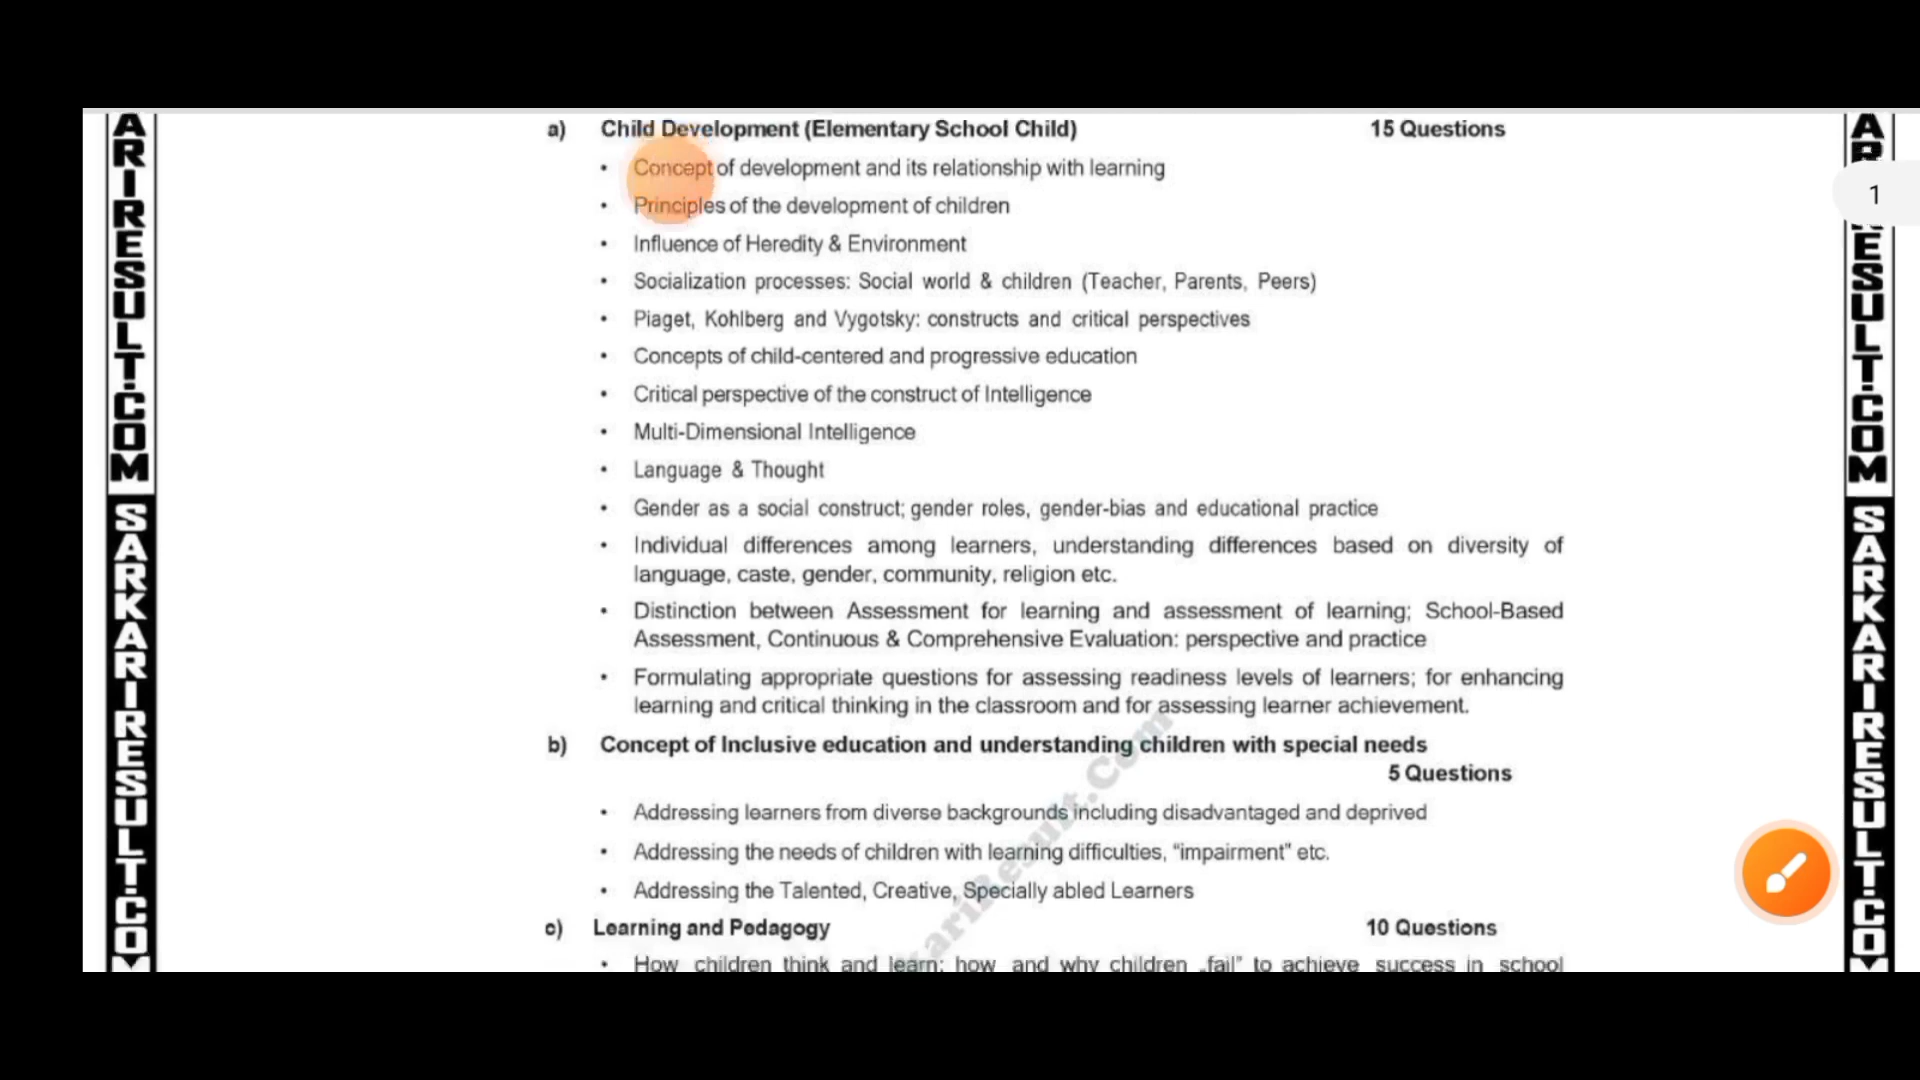 a) Child Development (Elementary School Child) 15 Questions
• Concept of development and its relationship with learning
• Principles of the development of children
• Influence of Heredity & Environment
• Socialization processes: Social world & children (Teacher, Parents, Peers)
• Piaget, Kohlberg and Vygotsky: constructs and critical perspectives
• Concepts of child-centered and progressive education
• Critical perspective of the construct of Intelligence
• Multi-Dimensional Intelligence
• Language & Thought
• Gender as a social construct; gender roles, gender-bias and educational practice
• Individual differences among learners, understanding differences based on diversity of
language, caste, gender, community, religion etc.
• Distinction between Assessment for learning and assessment of learning; School-Based
Assessment, Continuous & Comprehensive Evaluation: perspective and practice
• Formulating appropriate questions for assessing readiness levels of learners; for enhancing
learning and critical thinking in the classroom and for assessing learner achievement.
b) Concept of Inclusive education and understanding children with special needs
5 Questions
• Addressing learners from diverse backgrounds including disadvantaged and deprived
• Addressing the needs of children with learning difficulties, “impairment” etc.
• Addressing the Talented, Creative, Specially abled Learners
c) Learning and Pedagogy 10 Questions
• How children think and learn; how and why children „fail” to achieve success in school
ARIRESULT.COM SARKARIRESULT.COM
AR ESULT.COM SARKARIRESULT.COM
1
ariResult.Com